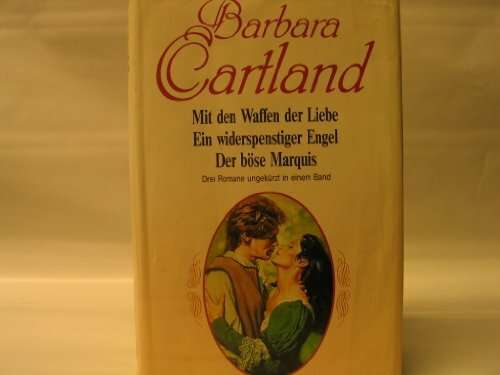 Barbara
Cartland
Mit den Waffen der Liebe
Ein widerspenstiger Engel
Der böse Marquis
Drei Romane ungekürzt in einem Band